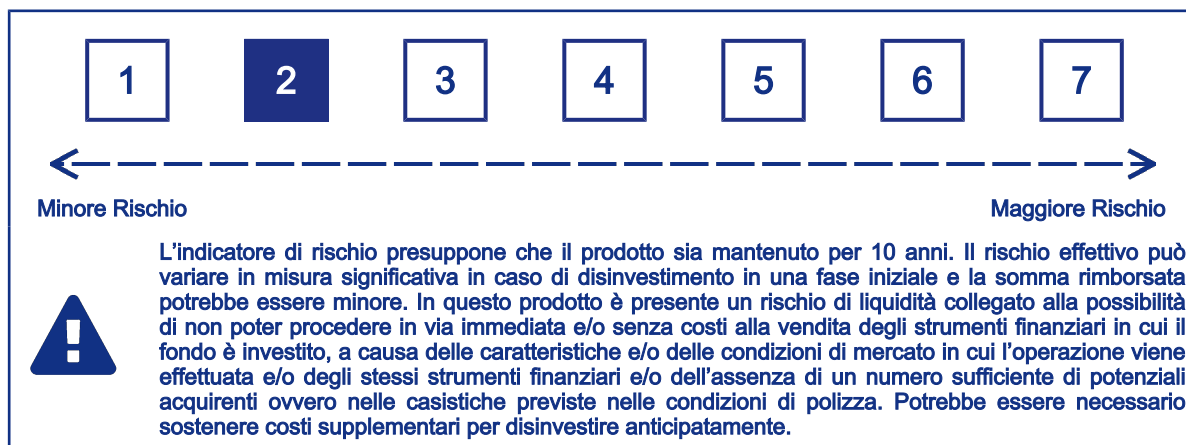 1 2 3 4 5 6 7
Minore Rischio Maggiore Rischio
L'indicatore di rischio presuppone che il prodotto sia mantenuto per 10 anni. Il rischio effettivo può
variare in misura significativa in caso di disinvestimento in una fase iniziale e la somma rimborsata
potrebbe essere minore. In questo prodotto è presente un rischio di liquidità collegato alla possibilità
di non poter procedere in via immediata e/o senza costi alla vendita degli strumenti finanziari in cui il
fondo è investito, a causa delle caratteristiche e/o delle condizioni di mercato in cui l'operazione viene
effettuata e/o degli stessi strumenti finanziari e/o dell'assenza di un numero sufficiente di potenziali
acquirenti ovvero nelle casistiche previste nelle condizioni di polizza. Potrebbe essere necessario
sostenere costi supplementari per disinvestire anticipatamente.